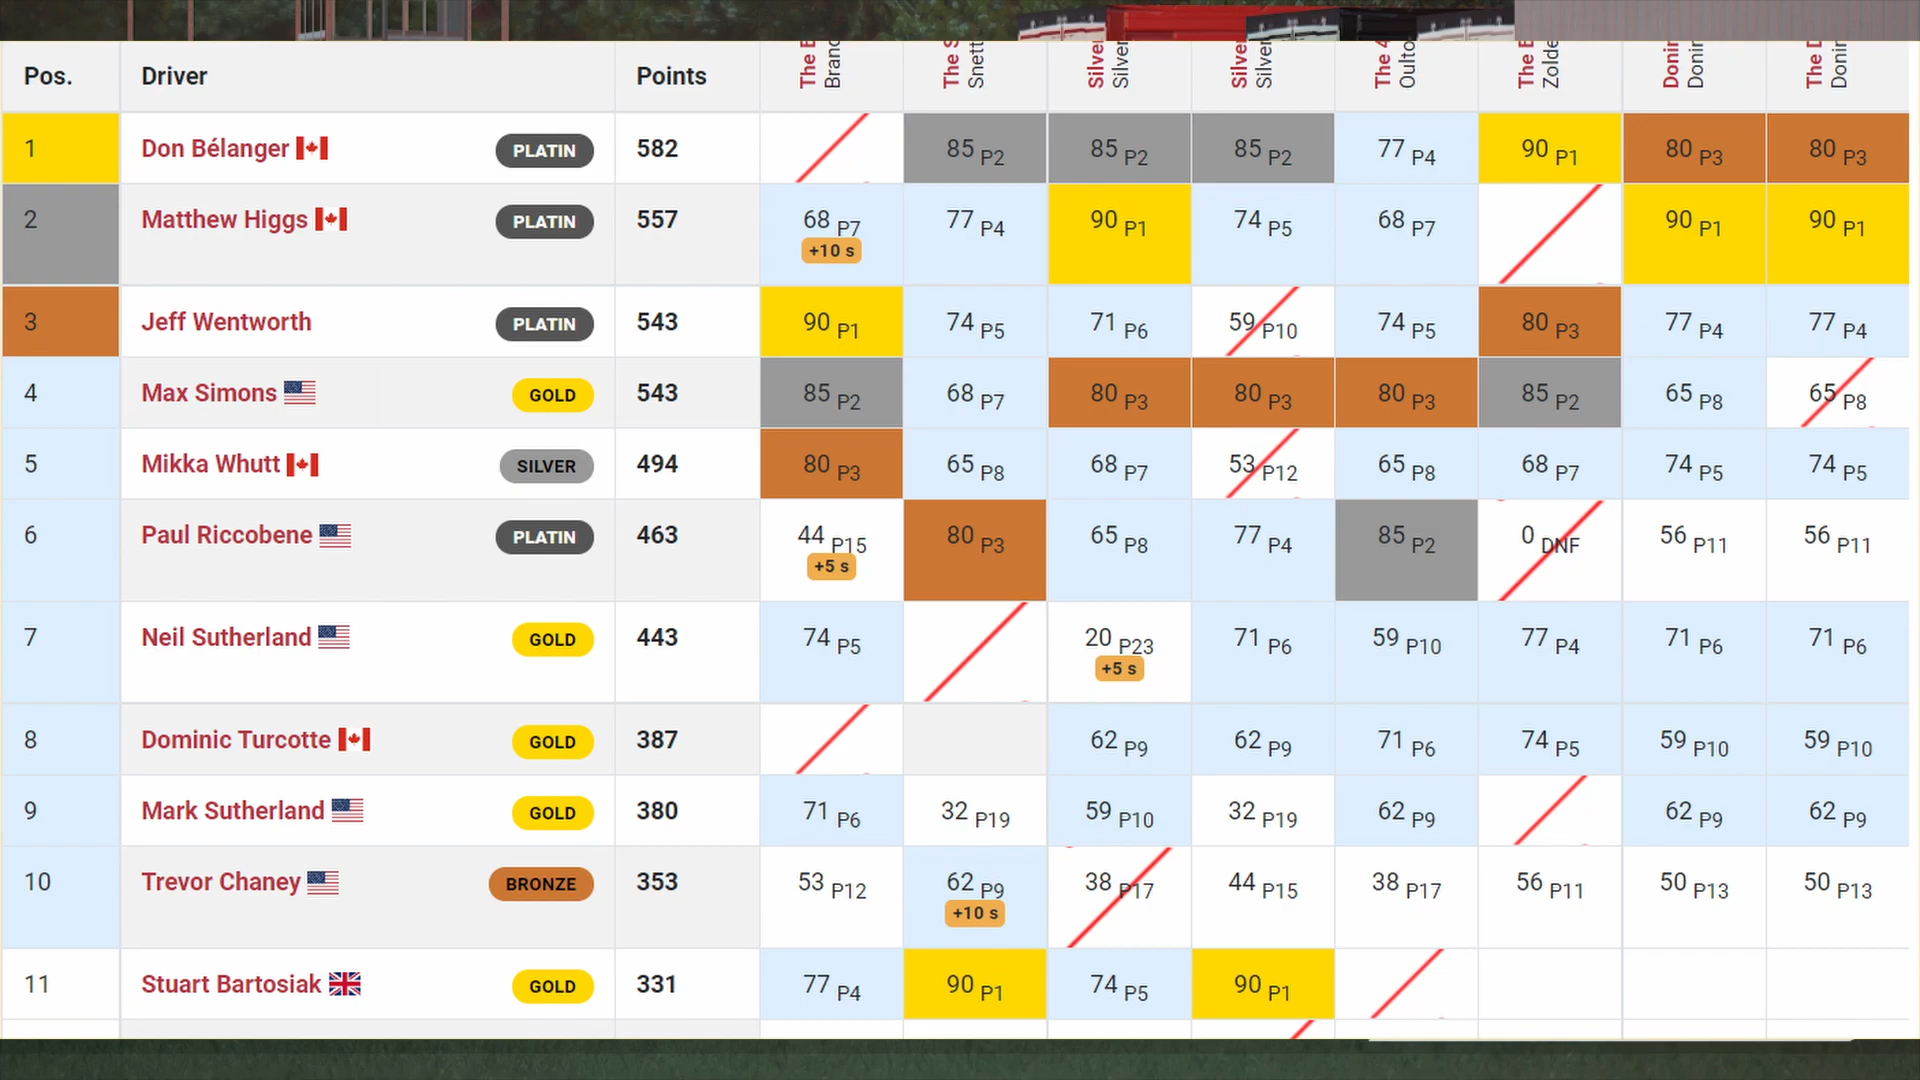 Pos. Driver Points The Silver Silver Silver Silver The The The
1 Don Bélanger PLATIN 582 85 P2 85 P2 85 P2 77 P4 90 P1 80 P3 80 P3
2 Matthew Higgs PLATIN 557 68 P7 77 P4 90 P1 74 P5 68 P7 90 P1 90 P1
+10 s
3 Jeff Wentworth PLATIN 543 90 P1 74 P5 71 P6 59 P10 74 P5 80 P3 77 P4 77 P4
4 Max Simons GOLD 543 85 P2 68 P7 80 P3 80 P3 80 P3 85 P2 65 P8 65 P8
5 Mikka Whutt SILVER 494 80 P3 65 P8 68 P7 53 P12 65 P8 68 P7 74 P5 74 P5
6 Paul Riccobene PLATIN 463 44 P15 80 P3 65 P8 77 P4 85 P2 0 DNF 56 P11 56 P11
+5 s
7 Neil Sutherland GOLD 443 74 P5 20 P23 71 P6 59 P10 77 P4 71 P6 71 P6
+5 s
8 Dominic Turcotte GOLD 387 62 P9 62 P9 71 P6 74 P5 59 P10 59 P10
9 Mark Sutherland GOLD 380 71 P6 32 P19 59 P10 32 P19 62 P9 62 P9 62 P9
10 Trevor Chaney BRONZE 353 53 P12 62 P9 38 P17 44 P15 38 P17 56 P11 50 P13 50 P13
+10 s
11 Stuart Bartosiak GOLD 331 77 P4 90 P1 74 P5 90 P1